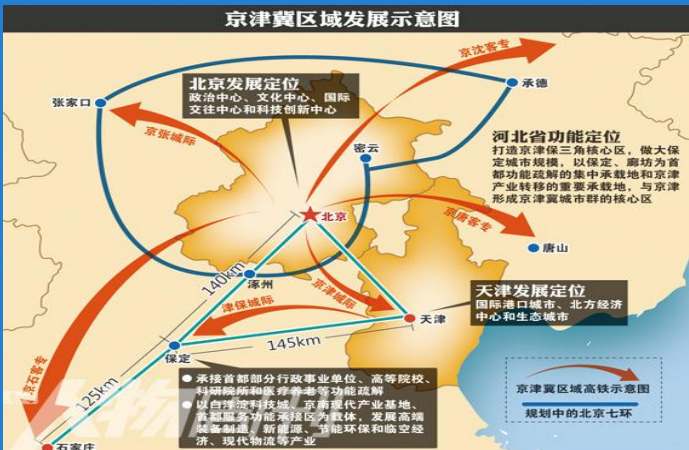 京津冀区域发展示意图
京沈客专
承德
张家口
北京发展定位
政治中心、文化中心、国际
交往中心和科技创新中心
京张城际
密云
河北省功能定位
打造京津保三角核心区，做大保
定城市规模，以保定、廊坊为首
都功能疏解的集中承载地和京津
产业转移的重要承载地，与京津
形成京津冀城市群的核心区
北京
京唐客专
唐山
140km
涿州
京津城际
天津发展定位
国际港口城市、北方经济
中心和生态城市
津保城际
天津
145km
保定
京石客专
125km
承接首都部分行政事业单位、高等院校、
科研院所和医疗养老等功能疏解
以白洋淀科技城、京南现代产业基地、
首都服务功能承接区为载体，发展高端
装备制造、新能源、节能环保和临空经
济、现代物流等产业
京津冀区域高铁示意图
规划中的北京七环
石家庄